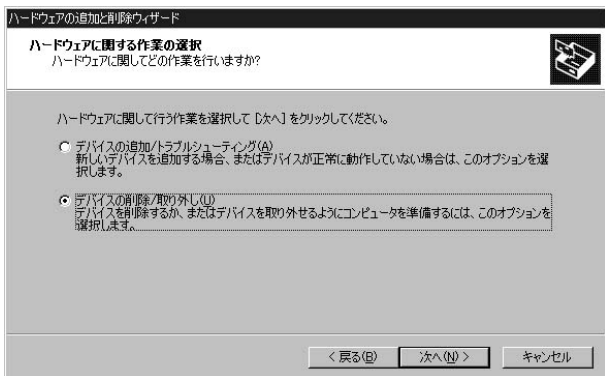 ハードウェアの追加と削除ウィザード
ハードウェアに関する作業の選択
ハードウェアに関してどの作業を行いますか?
ハードウェアに関して行う作業を選択して [次へ] をクリックしてください。
デバイスの追加/トラブルシューティング(A)
新しいデバイスを追加する場合、またはデバイスが正常に動作していない場合は、このオプションを選
択します。
デバイスの削除/取り外し(U)
デバイスを削除するか、またはデバイスを取り外せるようにコンピュータを準備するには、このオプションを
選択します。
< 戻る(B)
次へ(N) >
キャンセル